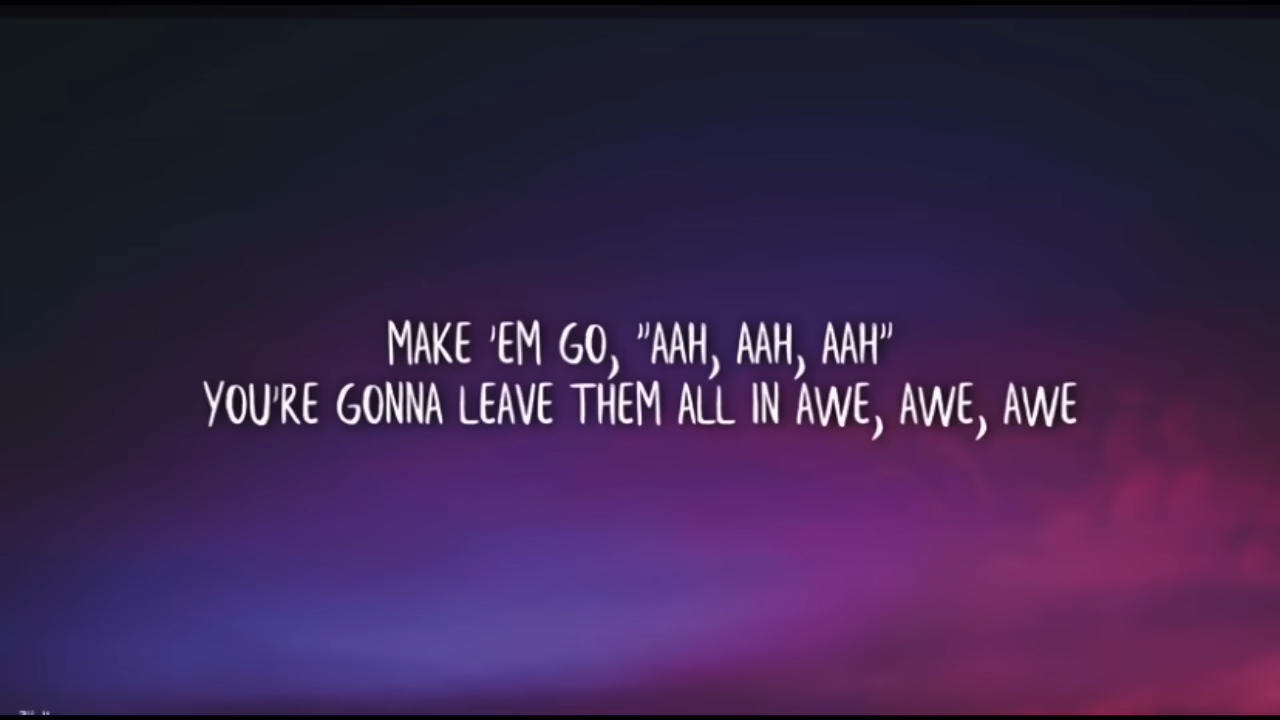 MAKE 'EM GO, "AAH, AAH, AAH"
YOU'RE GONNA LEAVE THEM ALL IN AWE, AWE, AWE